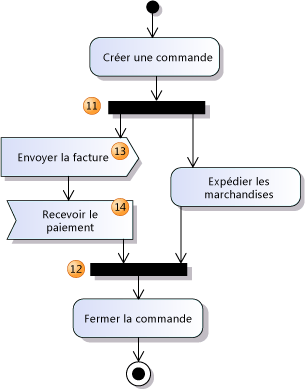 Créer une commande
11
Envoyer la facture
13
Expédier les
marchandises
Recevoir le
paiement
14
12
Fermer la commande